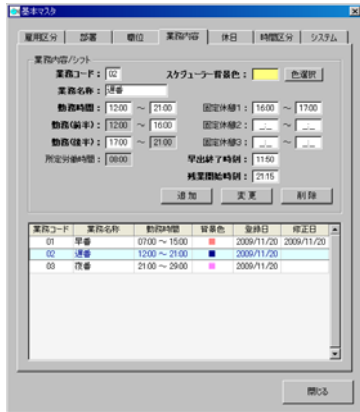 基本マスタ
雇用区分 部署 職位 業務内容 休日 時間区分 システム
業務内容/シフト
業務コード： 02 スケジューラー背景色： 色選択
業務名称： 遅番
勤務時間： 12:00 ～ 21:00 固定休憩1： 16:00 ～ 17:00
勤務(前半)： 12:00 ～ 16:00 固定休憩2： __:__ ～ __:__
勤務(後半)： 17:00 ～ 21:00 固定休憩3： __:__ ～ __:__
所定労働時間： 08:00 早出終了時刻： 11:50
残業開始時刻： 21:15
追加 変更 削除
業務コード 業務名称 勤務時間 背景色 登録日 修正日
01 早番 07:00 ～ 15:00 2009/11/20 2009/11/20
02 遅番 12:00 ～ 21:00 2009/11/20
03 夜番 21:00 ～ 29:00 2009/11/20
閉じる